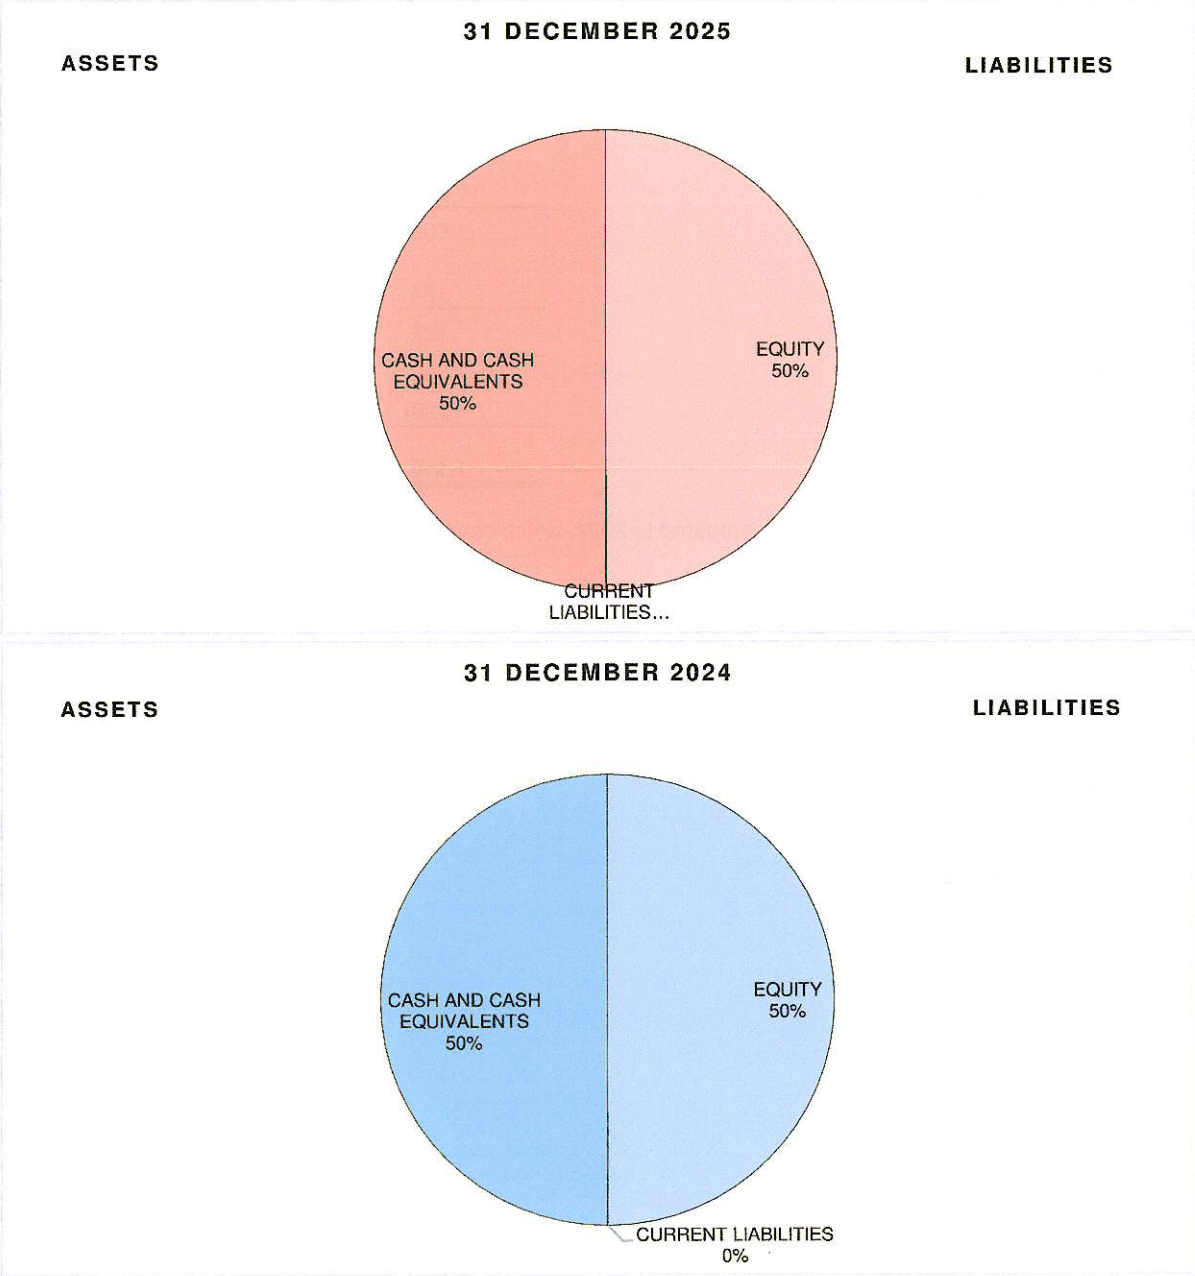 31 DECEMBER 2025
ASSETS
LIABILITIES
EQUITY
50%
CASH AND CASH
EQUIVALENTS
50%
CURRENT
LIABILITIES...
31 DECEMBER 2024
ASSETS
LIABILITIES
EQUITY
50%
CASH AND CASH
EQUIVALENTS
50%
CURRENT LIABILITIES
0%